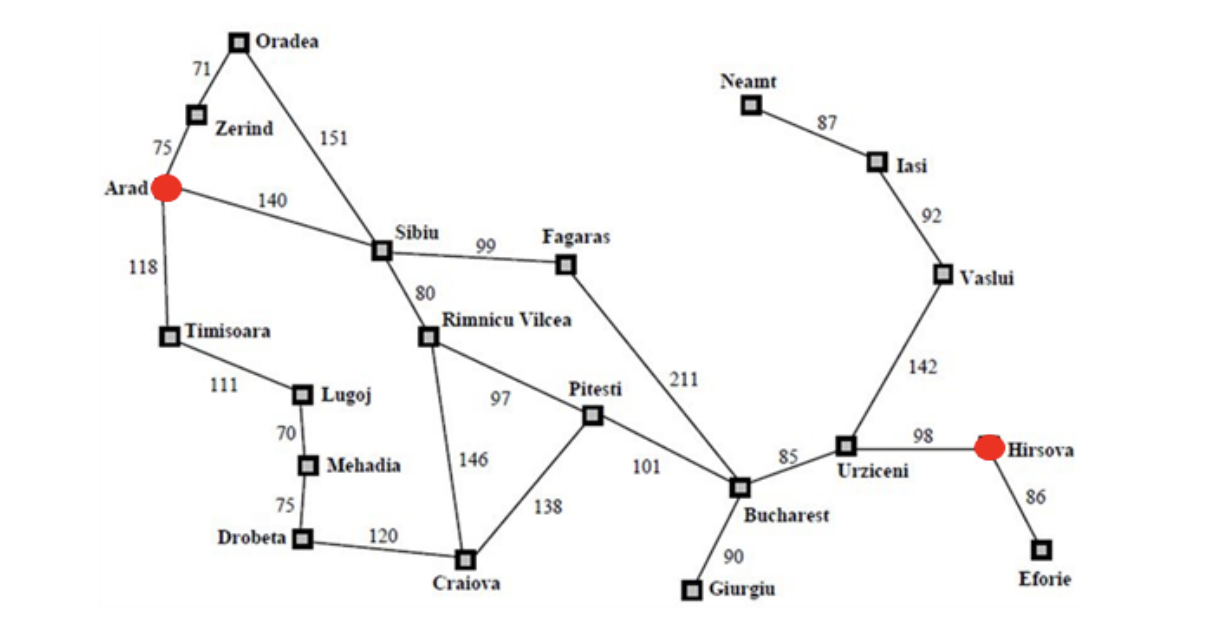 Oradea
71
Neamt
87
Zerind
151
75
Iasi
Arad
140
92
Sibiu
Fagaras
99
118
Vaslui
80
Timisoara
Rimnicu Vilcea
142
111
Lugoj
97
Pitesti
211
70
98
Mehadia
146
101
85
Hirsova
Urziceni
75
138
86
Drobeta
120
Bucharest
90
Craiova
Giurgiu
Eforie